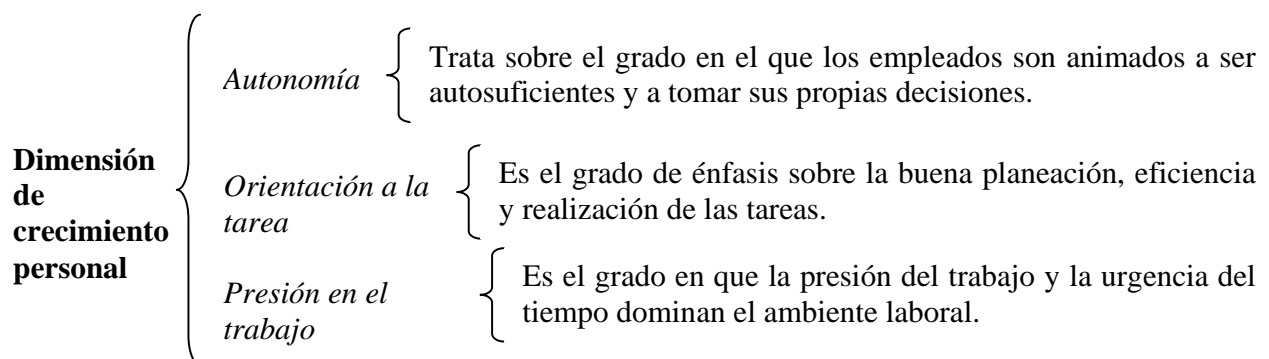 Dimensión
de
crecimiento
personal
Autonomía
Trata sobre el grado en el que los empleados son animados a ser
autosuficientes y a tomar sus propias decisiones.
Orientación a la
tarea
Es el grado de énfasis sobre la buena planeación, eficiencia
y realización de las tareas.
Presión en el
trabajo
Es el grado en que la presión del trabajo y la urgencia del
tiempo dominan el ambiente laboral.